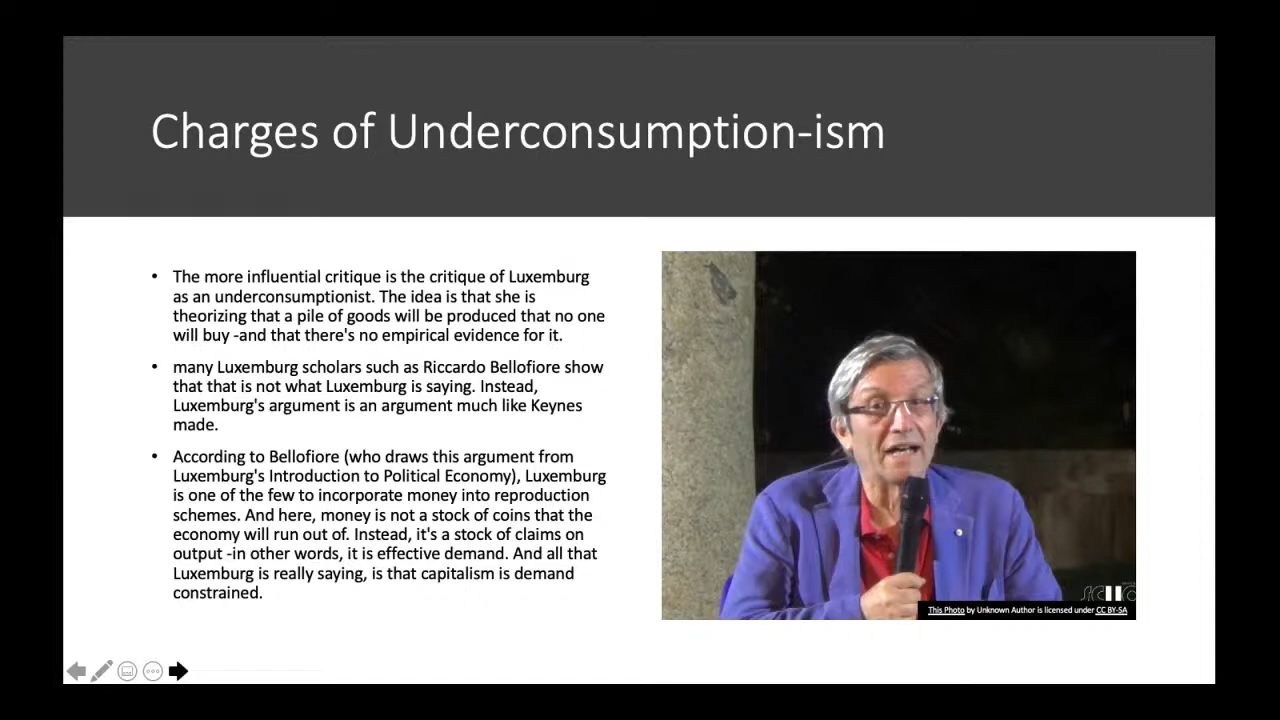 Charges of Underconsumption-ism
• The more influential critique is the critique of Luxemburg
as an underconsumptionist. The idea is that she is
theorizing that a pile of goods will be produced that no one
will buy -and that there's no empirical evidence for it.
• many Luxemburg scholars such as Riccardo Bellofiore show
that that is not what Luxemburg is saying. Instead,
Luxemburg's argument is an argument much like Keynes
made.
• According to Bellofiore (who draws this argument from
Luxemburg's Introduction to Political Economy), Luxemburg
is one of the few to incorporate money into reproduction
schemes. And here, money is not a stock of coins that the
economy will run out of. Instead, it's a stock of claims on
output -in other words, it is effective demand. And all that
Luxemburg is really saying, is that capitalism is demand
constrained.
This Photo by Unknown Author is licensed under CC BY-SA